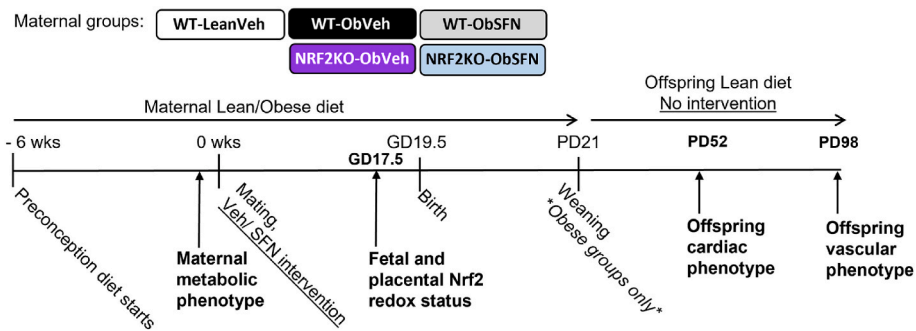 Maternal groups:
WT-LeanVeh
WT-ObVeh
WT-ObSFN
NRF2KO-ObVeh
NRF2KO-ObSFN
Maternal Lean/Obese diet
Offspring Lean diet
No intervention
- 6 wks
0 wks
GD17.5
GD19.5
PD21
PD52
PD98
Preconception diet starts
Maternal
metabolic
phenotype
Mating,
Veh/ SFN intervention
Fetal and
placental Nrf2
redox status
Birth
Weaning
*Obese groups only*
Offspring
cardiac
phenotype
Offspring
vascular
phenotype